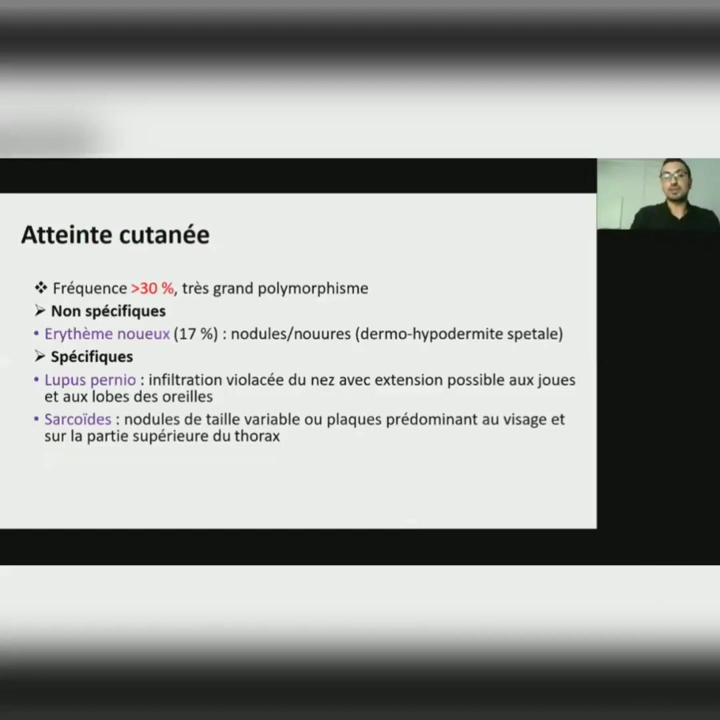 Atteinte cutanée
❖ Fréquence >30 %, très grand polymorphisme
➢ Non spécifiques
• Erythème noueux (17 %) : nodules/nouures (dermo-hypodermite spetale)
➢ Spécifiques
• Lupus pernio : infiltration violacée du nez avec extension possible aux joues
et aux lobes des oreilles
• Sarcoïdes : nodules de taille variable ou plaques prédominant au visage et
sur la partie supérieure du thorax